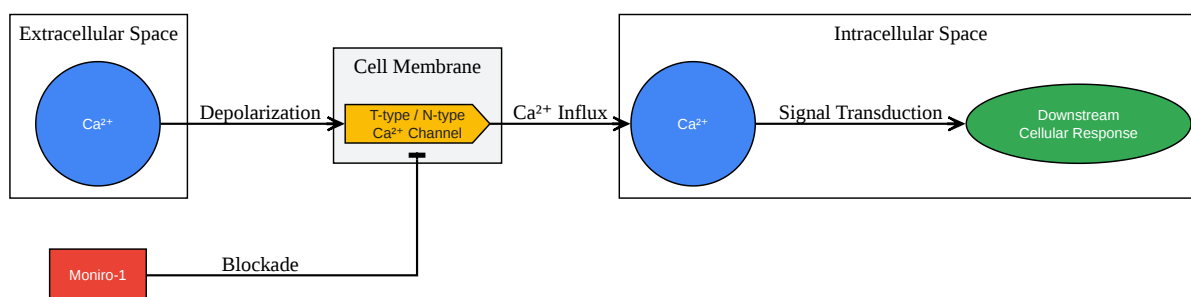 Extracellular Space
Ca²⁺
Depolarization
Cell Membrane
T-type / N-type
Ca²⁺ Channel
Ca²⁺ Influx
Intracellular Space
Ca²⁺
Signal Transduction
Downstream
Cellular Response
Moniro-1
Blockade